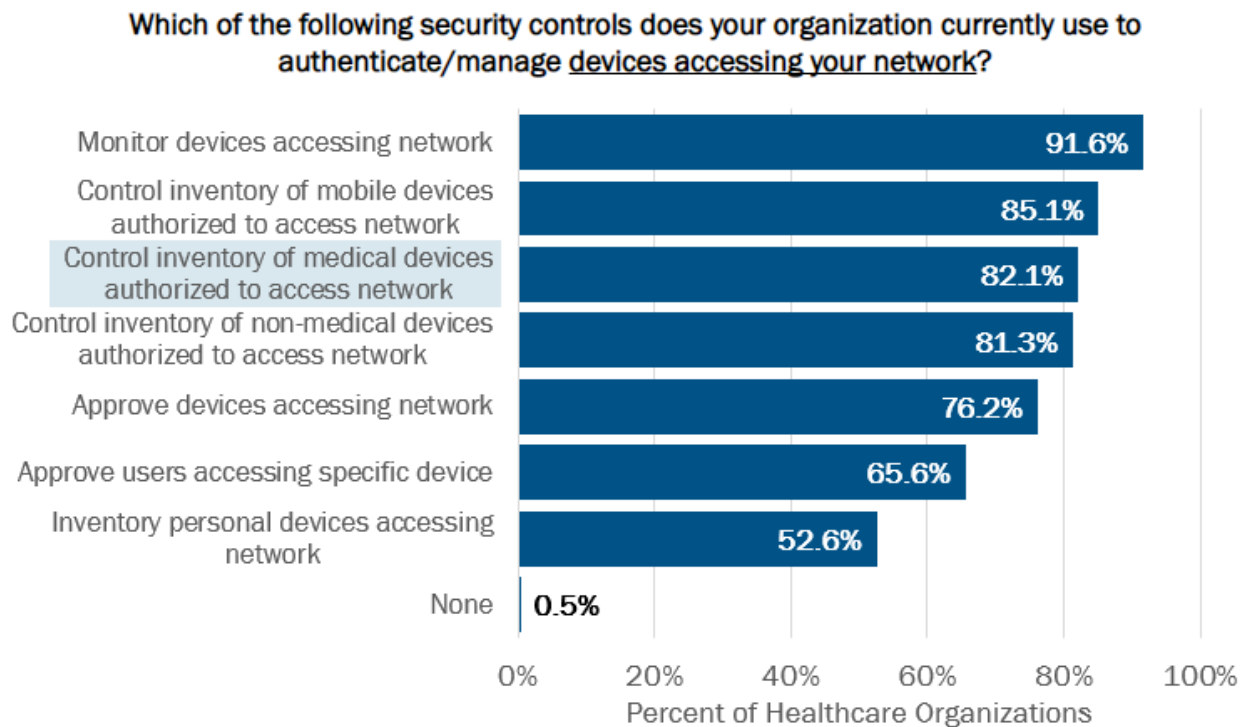 Which of the following security controls does your organization currently use to
authenticate/manage devices accessing your network?
Monitor devices accessing network
91.6%
Control inventory of mobile devices
authorized to access network
85.1%
Control inventory of medical devices
authorized to access network
82.1%
Control inventory of non-medical devices
authorized to access network
81.3%
Approve devices accessing network
76.2%
Approve users accessing specific device
65.6%
Inventory personal devices accessing
network
52.6%
None
0.5%
0% 20% 40% 60% 80% 100%
Percent of Healthcare Organizations